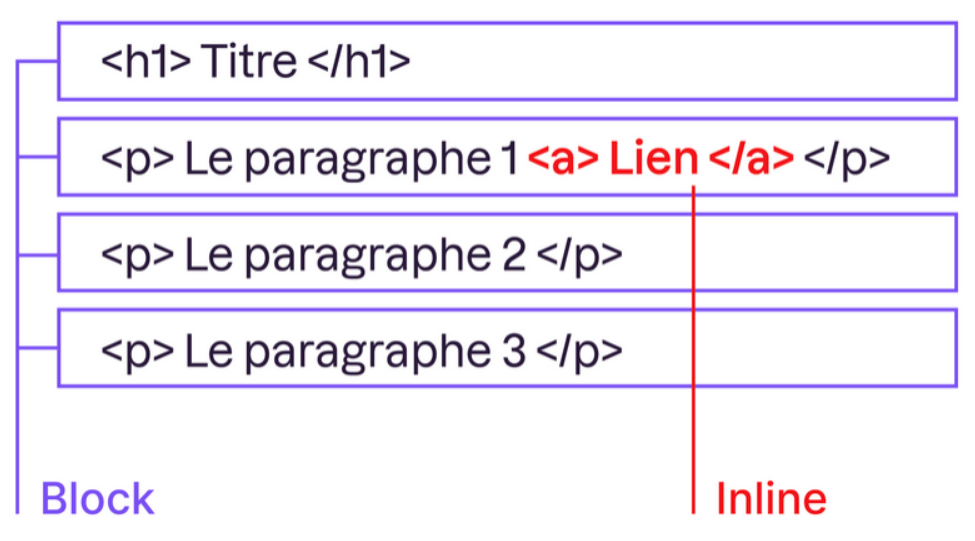 <h1> Titre </h1>
<p> Le paragraphe 1 <a> Lien </a> </p>
<p> Le paragraphe 2 </p>
<p> Le paragraphe 3 </p>
Block
Inline